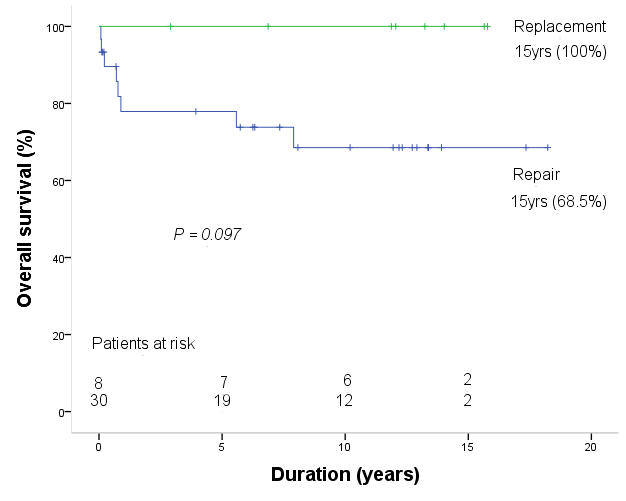 100
80
60
40
20
0
Overall survival (%)
Replacement
15yrs (100%)
Repair
15yrs (68.5%)
P = 0.097
Patients at risk
8 7 6 2
30 19 12 2
0 5 10 15 20
Duration (years)